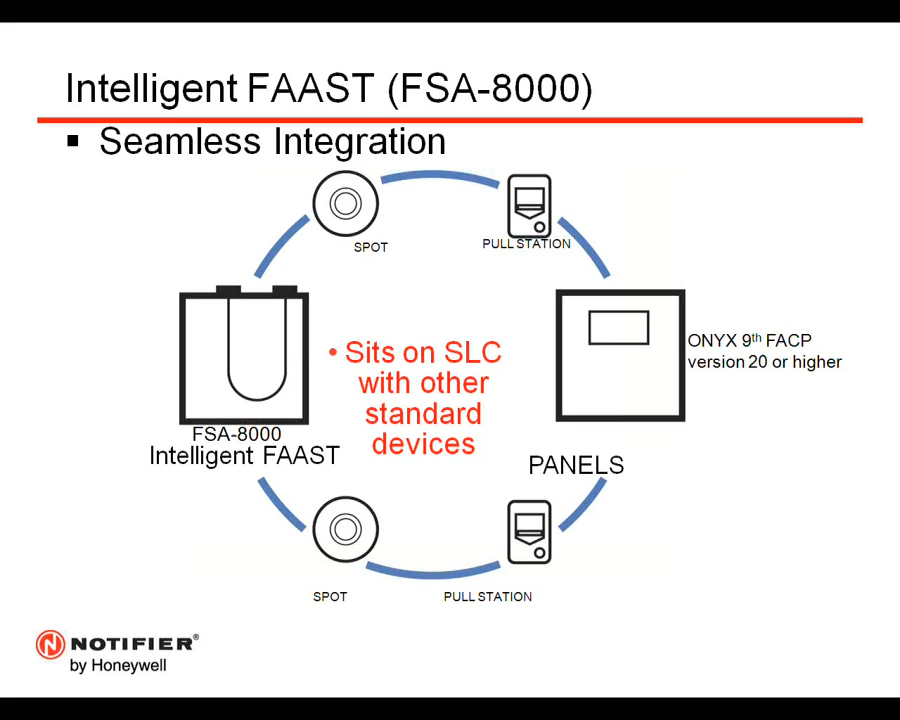 Intelligent FAAST (FSA-8000)
▪ Seamless Integration
SPOT
PULL STATION
• Sits on SLC
with other
standard
devices
ONYX 9th FACP
version 20 or higher
FSA-8000
Intelligent FAAST
PANELS
SPOT
PULL STATION
N NOTIFIER®
by Honeywell